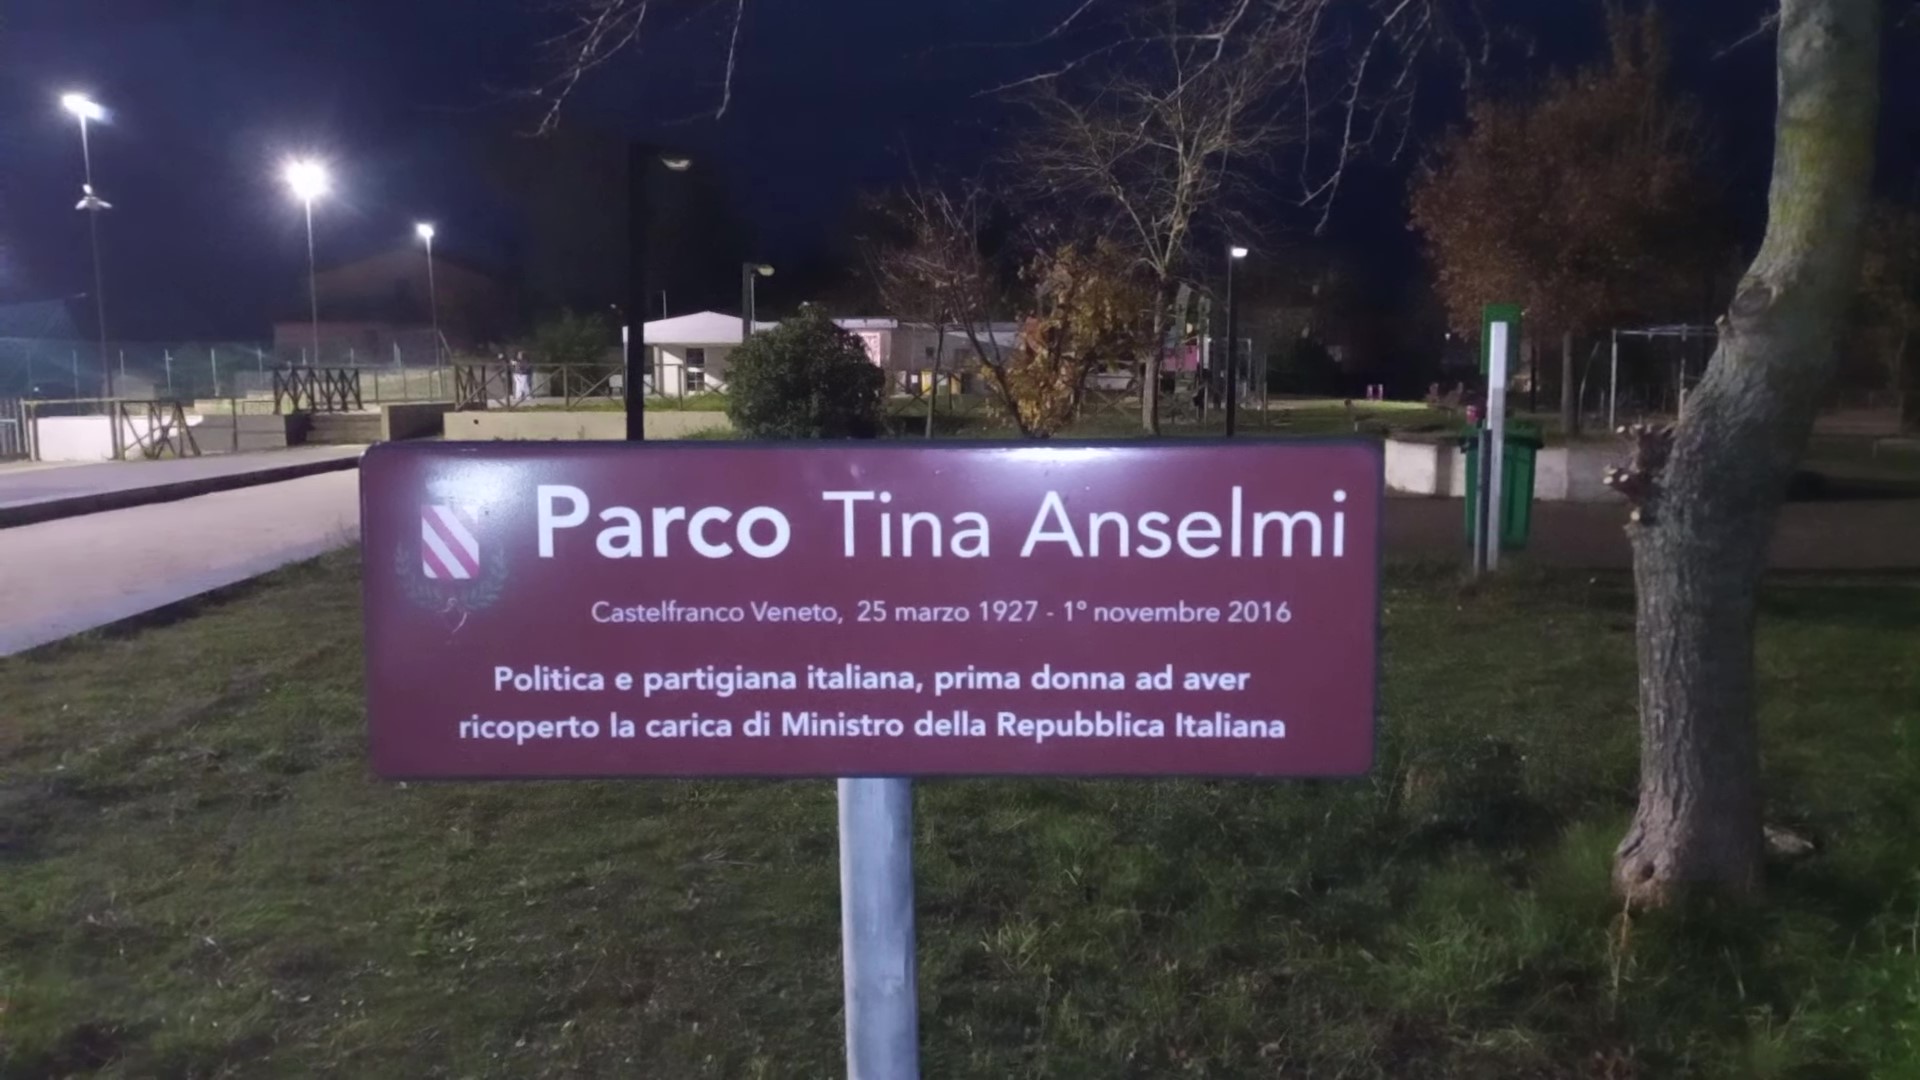 Parco Tina Anselmi
Castelfranco Veneto, 25 marzo 1927 - 1° novembre 2016
Politica e partigiana italiana, prima donna ad aver
ricoperto la carica di Ministro della Repubblica Italiana